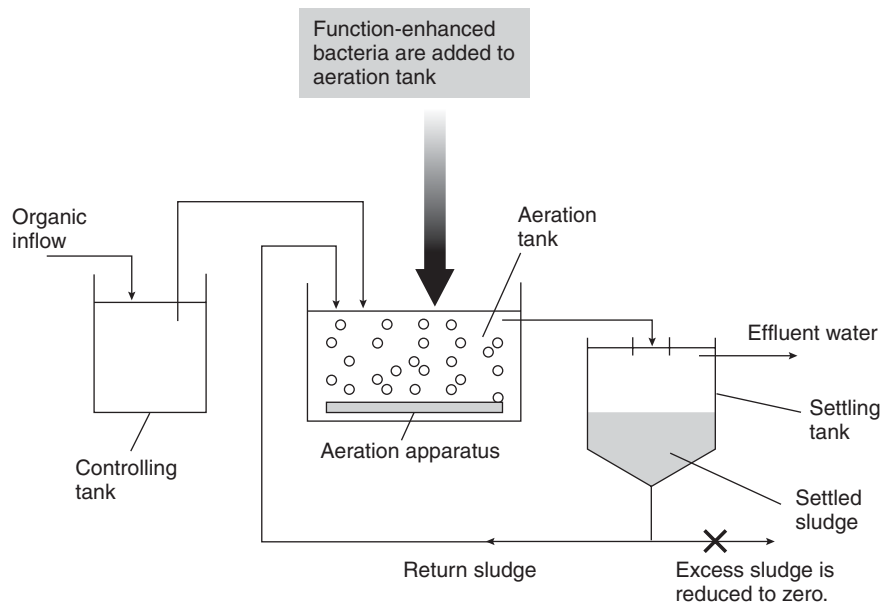 Function-enhanced
bacteria are added to
aeration tank
Organic
inflow
Aeration
tank
Effluent water
Settling
tank
Aeration apparatus
Controlling
tank
Settled
sludge
Return sludge
Excess sludge is
reduced to zero.